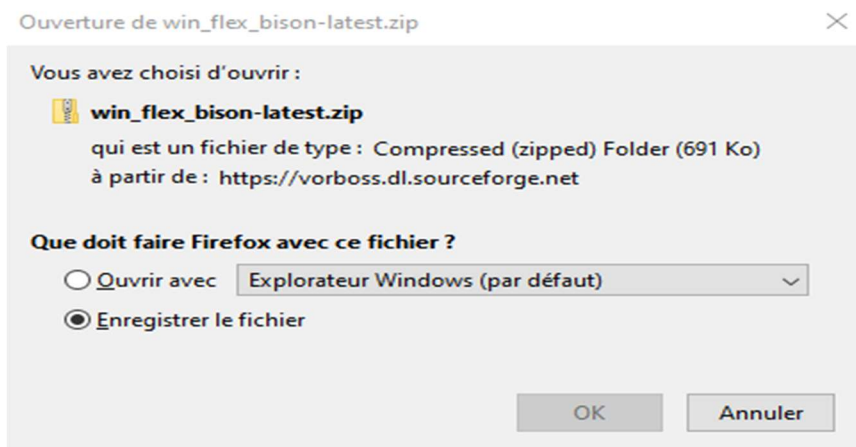 Ouverture de win_flex_bison-latest.zip
Vous avez choisi d'ouvrir :
win_flex_bison-latest.zip
qui est un fichier de type : Compressed (zipped) Folder (691 Ko)
à partir de : https://vorboss.dl.sourceforge.net
Que doit faire Firefox avec ce fichier ?
Ouvrir avec Explorateur Windows (par défaut)
Enregistrer le fichier
OK Annuler